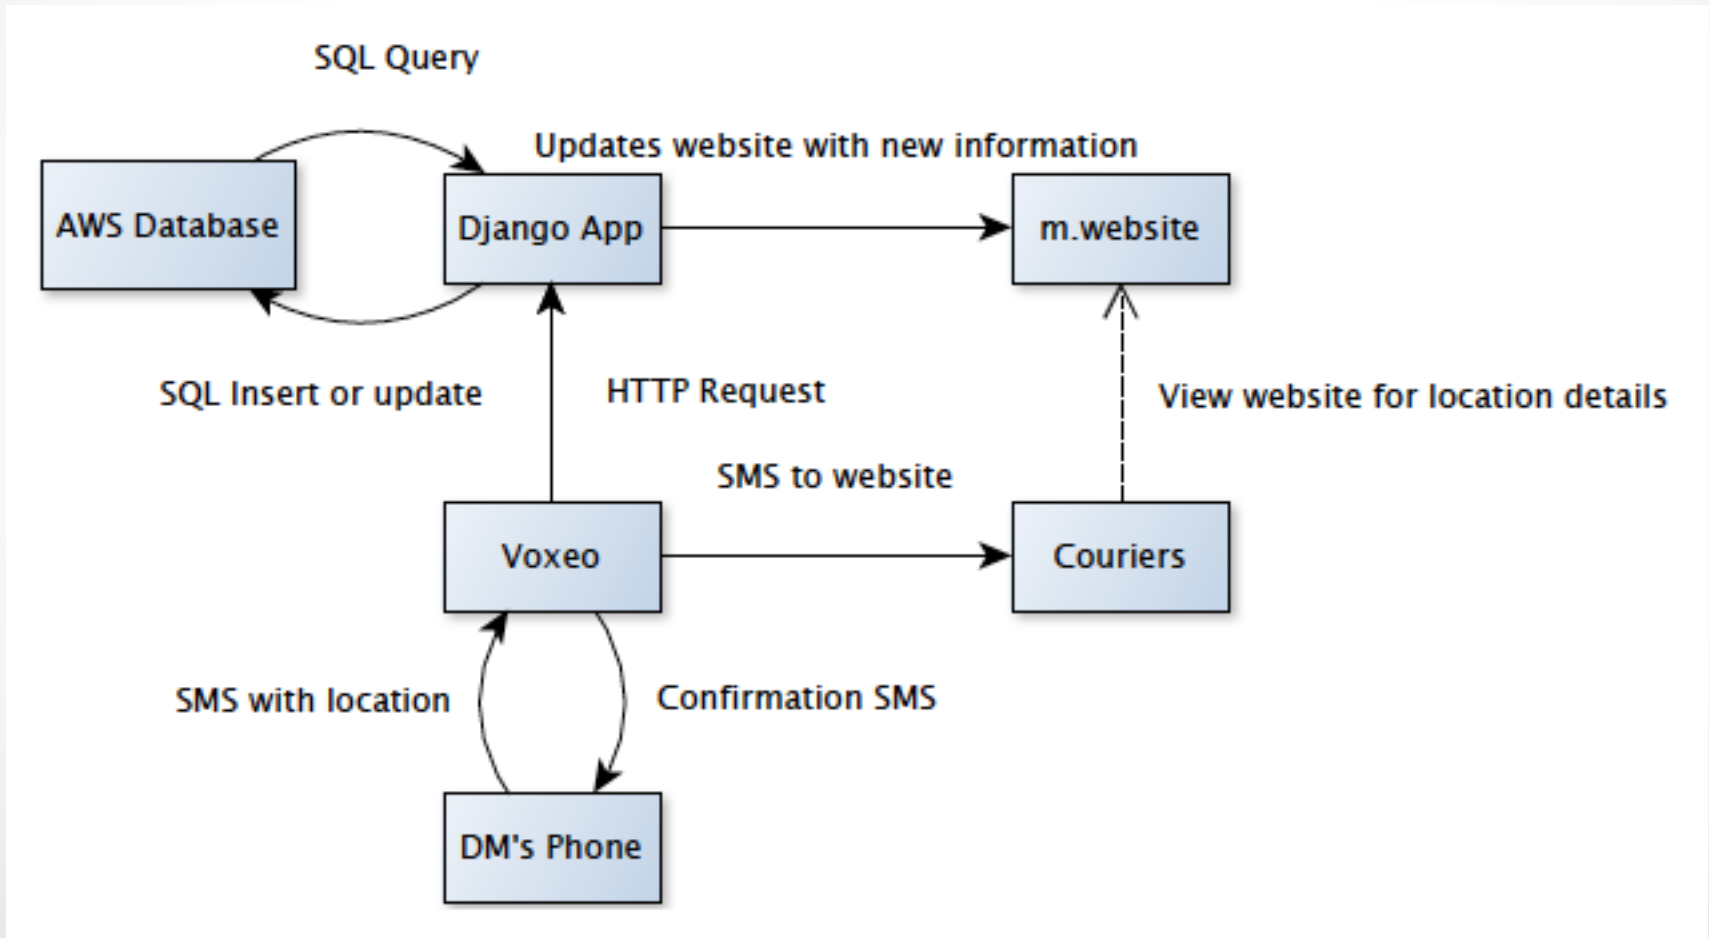 SQL Query
Updates website with new information
AWS Database
Django App
m.website
SQL Insert or update
HTTP Request
View website for location details
SMS to website
Voxeo
Couriers
SMS with location
Confirmation SMS
DM's Phone